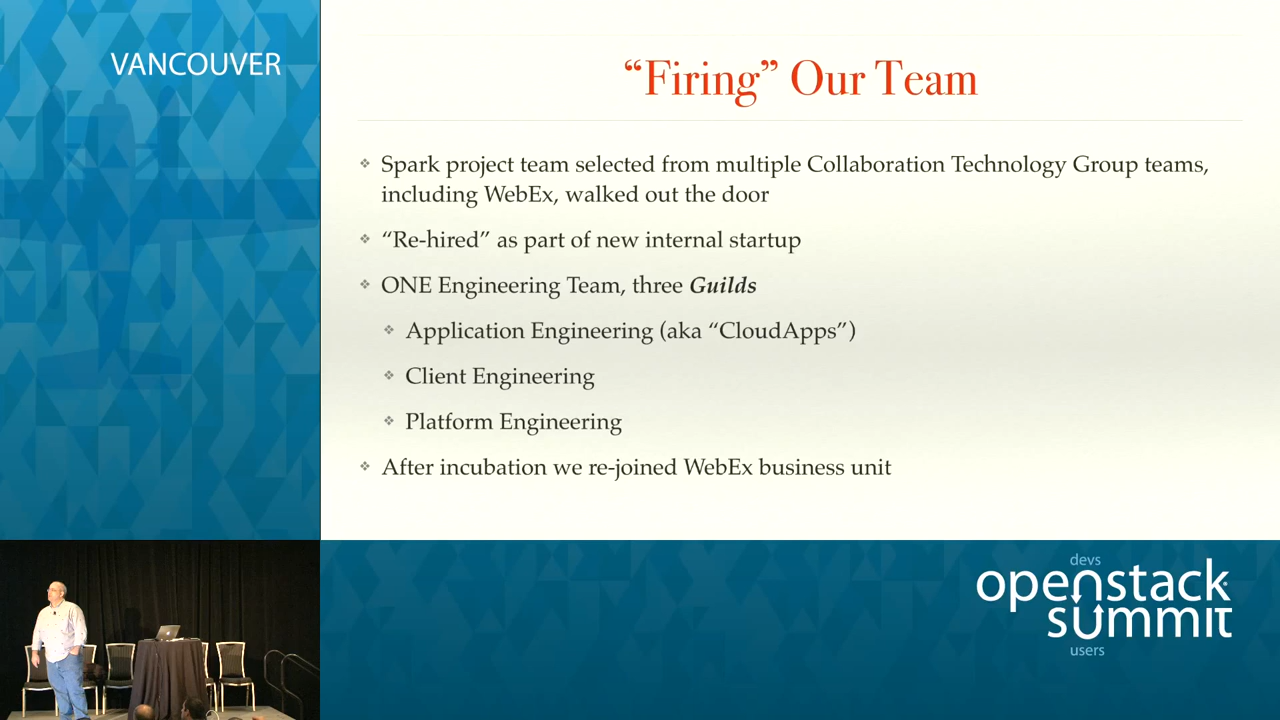 VANCOUVER
“Firing” Our Team
Spark project team selected from multiple Collaboration Technology Group teams,
including WebEx, walked out the door
“Re-hired” as part of new internal startup
ONE Engineering Team, three Guilds
Application Engineering (aka “CloudApps”)
Client Engineering
Platform Engineering
After incubation we re-joined WebEx business unit
devs
openstack
summit
users